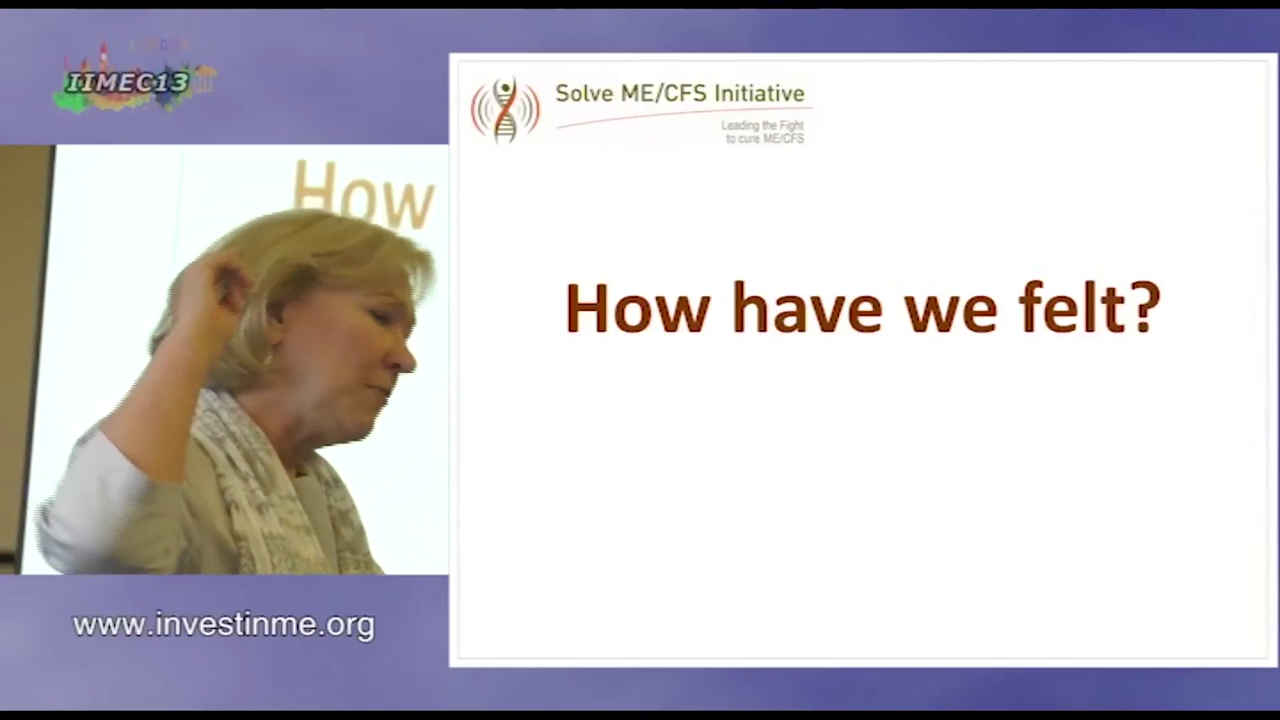 LONDON
IIMEC13
Solve ME/CFS Initiative
Leading the Fight
to cure ME/CFS
How
How have we felt?
www.investinme.org